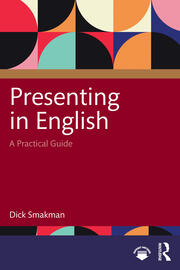 Presenting
in English
A Practical Guide
Dick Smakman